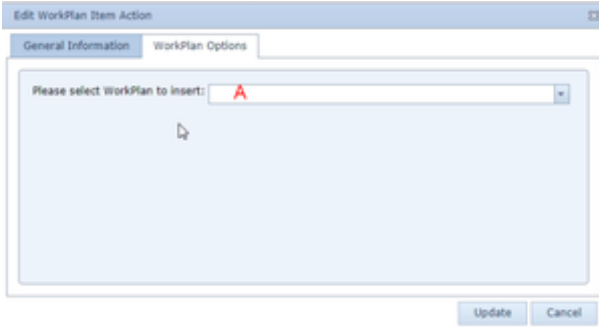 Edit WorkPlan Item Action
General Information
WorkPlan Options
Please select WorkPlan to insert:
A
Update
Cancel